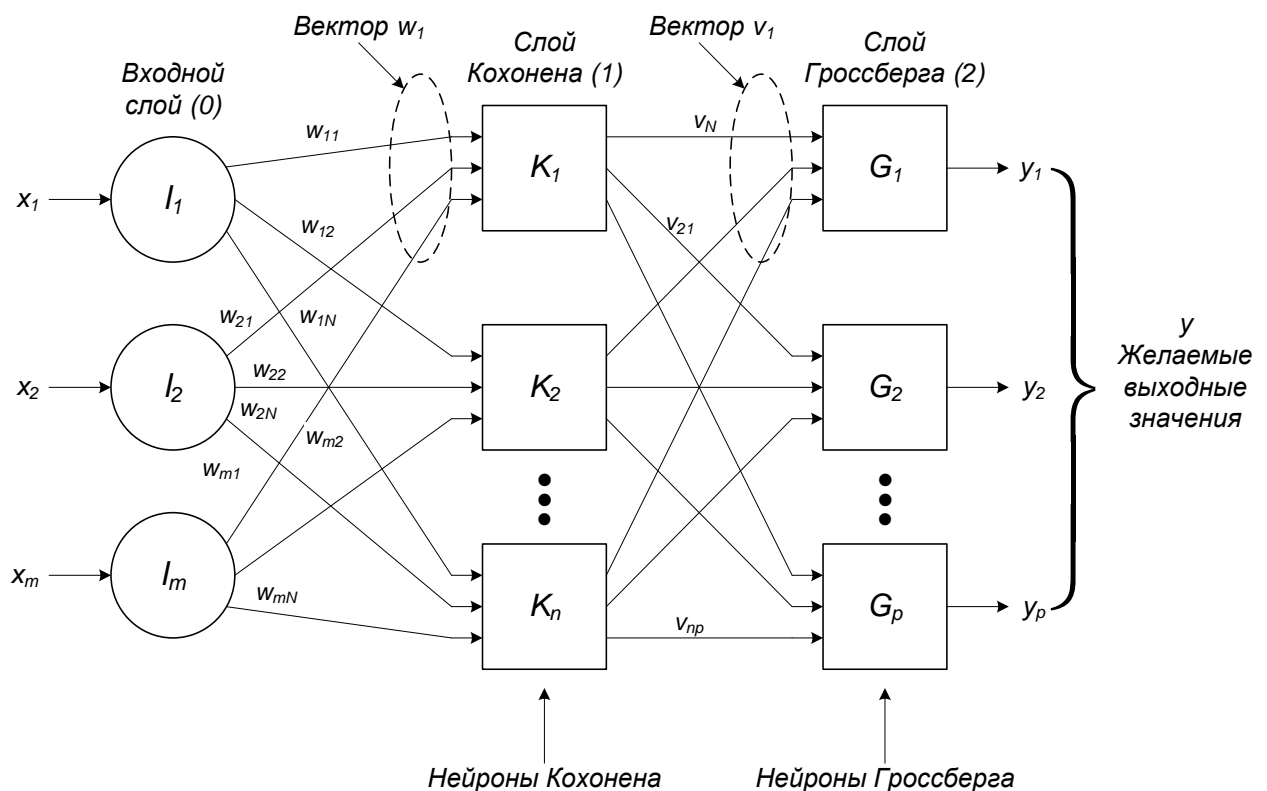 Вектор w1
Слой
Кохонена (1)
Вектор v1
Слой
Гроссберга (2)
Входной
слой (0)
w11
vN
x1
I1
K1
G1
y1
w12
v21
w21
w1N
x2
I2
w22
K2
G2
y2
y
Желаемые
выходные
значения
w2N
wm2
wm1
xm
Im
wmN
Kn
vnp
Gp
yp
Нейроны Кохонена
Нейроны Гроссберга